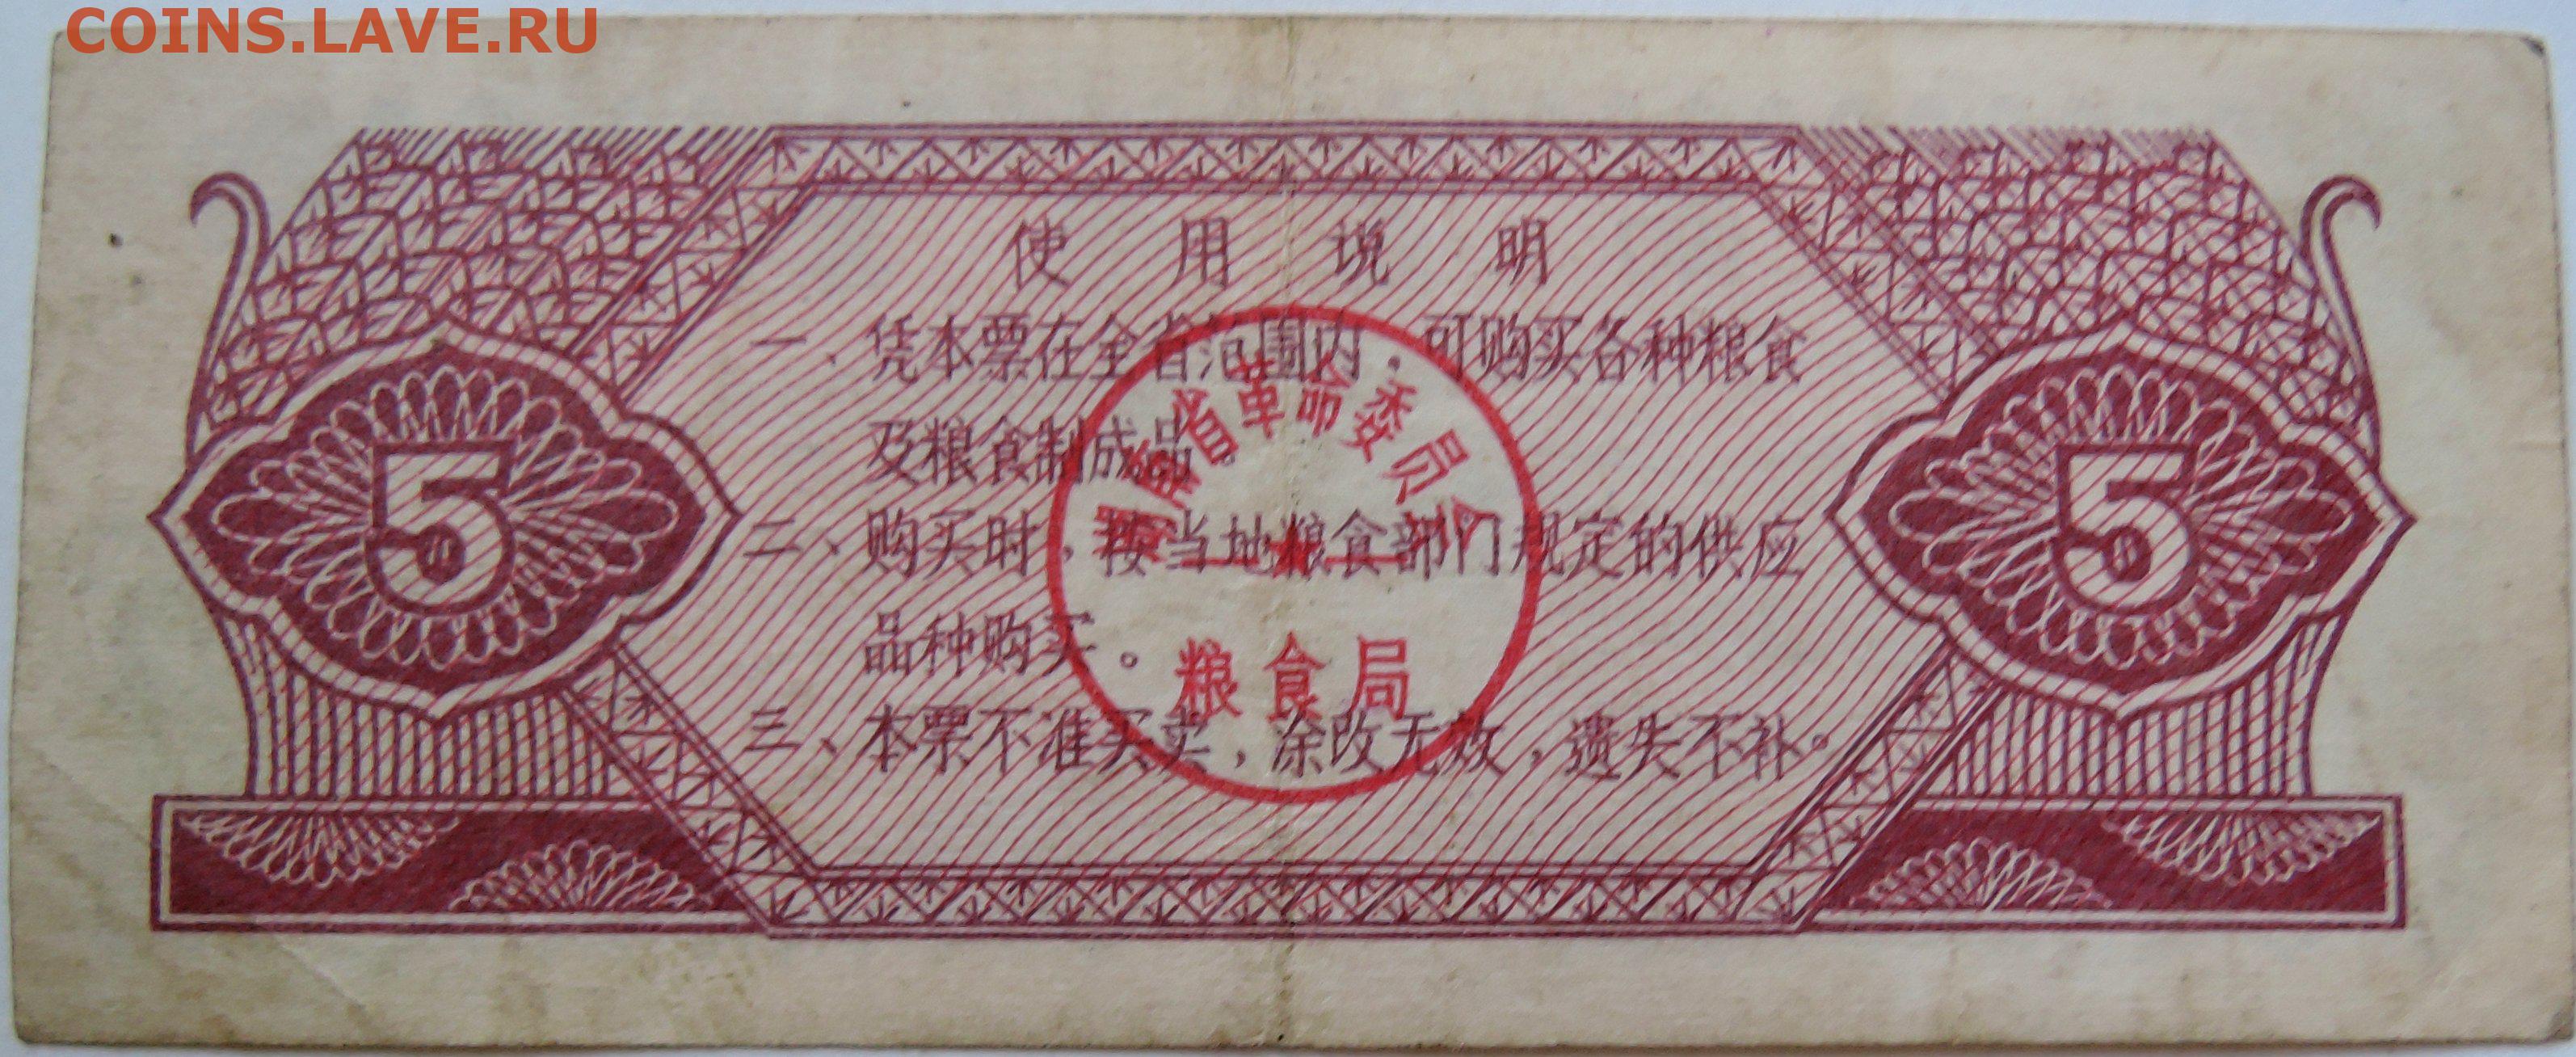 COINS.LAVE.RU
使用说明
一、凭本票在全省范围内，可购买各种粮食
及粮食制成品。
二、购买时，按当地粮食部门规定的供应
品种购买。
三、本票不准买卖，涂改无效，遗失不补。
省革命委员会
粮食局
5
5